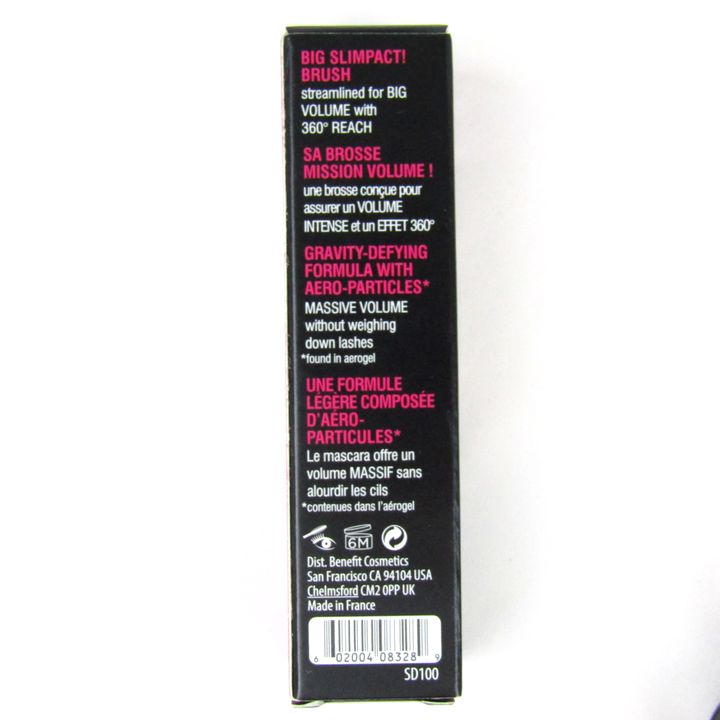 BIG SLIMPACT!
BRUSH
streamlined for BIG
VOLUME with
360° REACH
SA BROSSE
MISSION VOLUME !
une brosse conçue pour
assurer un VOLUME
INTENSE et un EFFET 360°
GRAVITY-DEFYING
FORMULA WITH
AERO-PARTICLES*
MASSIVE VOLUME
without weighing
down lashes
*found in aerogel
UNE FORMULE
LÉGÈRE COMPOSÉE
D'AÉRO-
PARTICULES*
Le mascara offre un
volume MASSIF sans
alourdir les cils
*contenues dans l'aérogel
6M
Dist. Benefit Cosmetics
San Francisco CA 94104 USA
Chelmsford CM2 0PP UK
Made in France
6 02004 08328 9
SD100